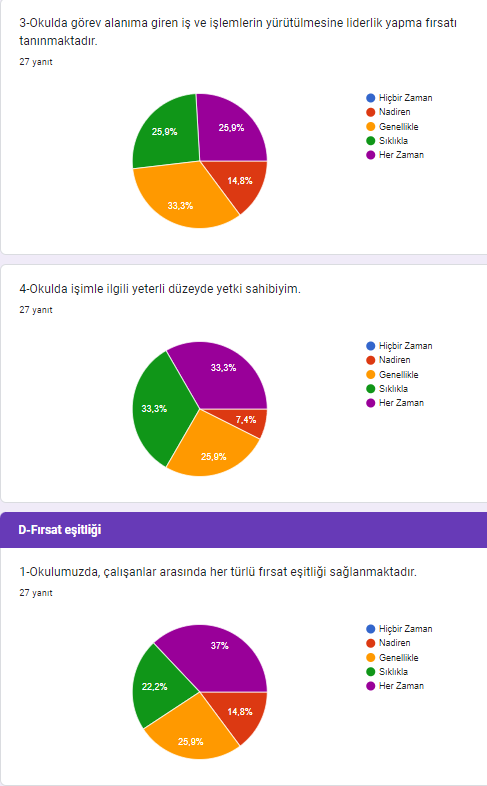 3-Okulda görev alanıma giren iş ve işlemlerin yürütülmesine liderlik yapma fırsatı
tanınmaktadır.
27 yanıt
25,9%
25,9%
14,8%
33,3%
Hiçbir Zaman
Nadiren
Genellikle
Sıklıkla
Her Zaman
4-Okulda işimle ilgili yeterli düzeyde yetki sahibiyim.
27 yanıt
33,3%
33,3%
7,4%
25,9%
Hiçbir Zaman
Nadiren
Genellikle
Sıklıkla
Her Zaman
D-Fırsat eşitliği
1-Okulumuzda, çalışanlar arasında her türlü fırsat eşitliği sağlanmaktadır.
27 yanıt
37%
22,2%
14,8%
25,9%
Hiçbir Zaman
Nadiren
Genellikle
Sıklıkla
Her Zaman